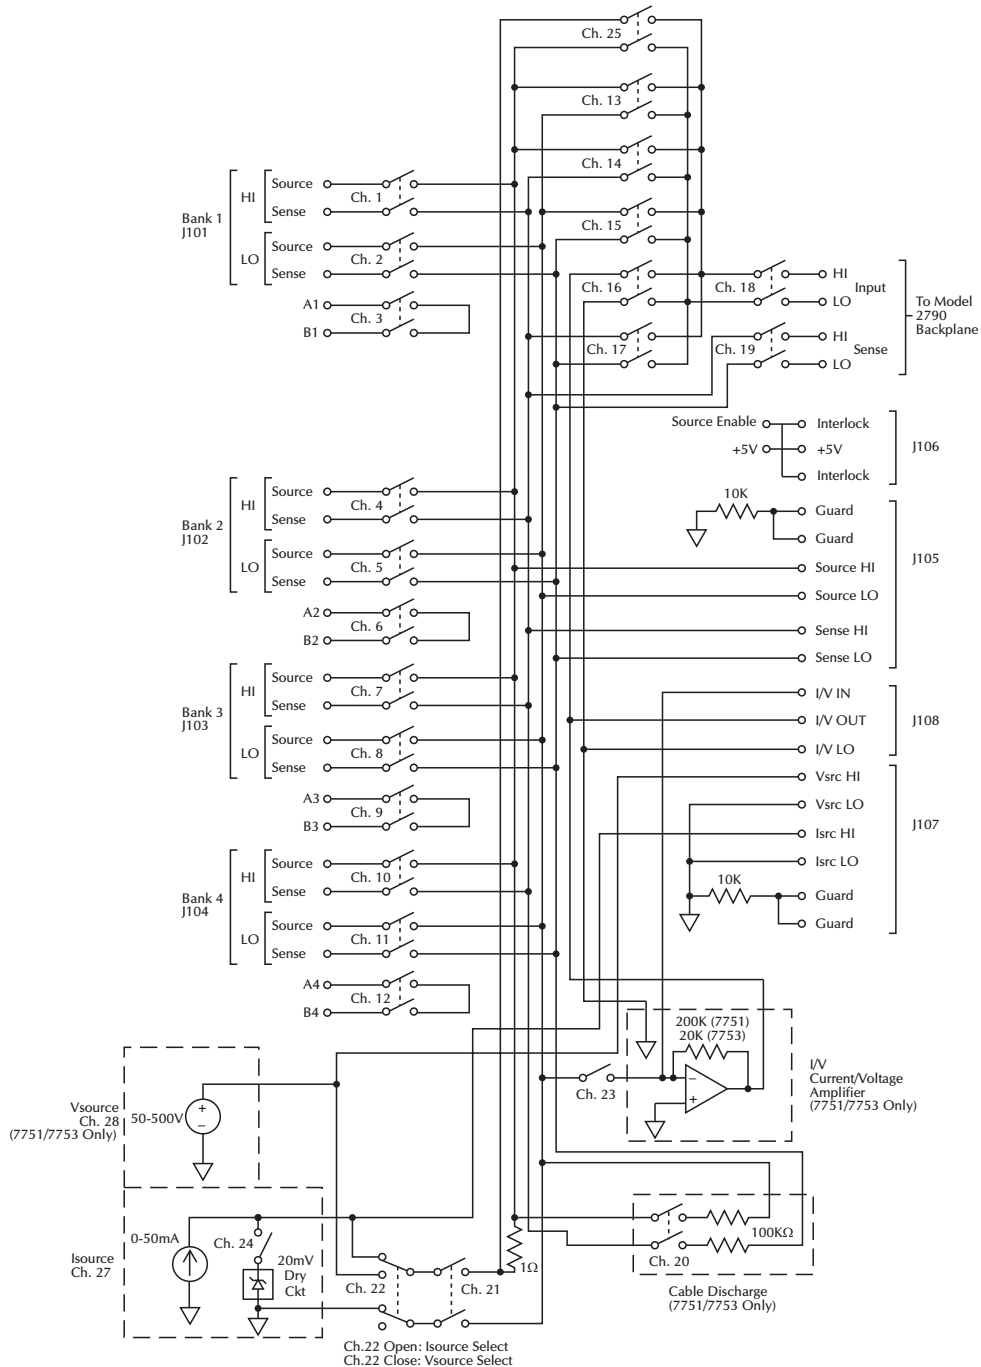 Ch. 25
Ch. 13
Ch. 14
Ch. 15
Ch. 16
Ch. 17
Ch. 18
Ch. 19
HI
Input
LO
HI
Sense
LO
To Model
2790
Backplane
Bank 1
J101
HI
Source
Sense
Ch. 1
LO
Source
Sense
Ch. 2
A1
B1
Ch. 3
Source Enable
Interlock
+5V
+5V
Interlock
J106
Bank 2
J102
HI
Source
Sense
Ch. 4
LO
Source
Sense
Ch. 5
A2
B2
Ch. 6
10K
Guard
Guard
Source HI
Source LO
Sense HI
Sense LO
J105
Bank 3
J103
HI
Source
Sense
Ch. 7
LO
Source
Sense
Ch. 8
A3
B3
Ch. 9
I/V IN
I/V OUT
I/V LO
J108
Vsrc HI
Vsrc LO
Isrc HI
Isrc LO
10K
Guard
Guard
J107
Bank 4
J104
HI
Source
Sense
Ch. 10
LO
Source
Sense
Ch. 11
A4
B4
Ch. 12
200K (7751)
20K (7753)
−
+
Ch. 23
I/V
Current/Voltage
Amplifier
(7751/7753 Only)
Vsource
Ch. 28
(7751/7753 Only)
50-500V
+
−
Isource
Ch. 27
0-50mA
Ch. 24
20mV
Dry
Ckt
Ch. 22
Ch. 21
1Ω
100KΩ
Ch. 20
Cable Discharge
(7751/7753 Only)
Ch.22 Open: Isource Select
Ch.22 Close: Vsource Select